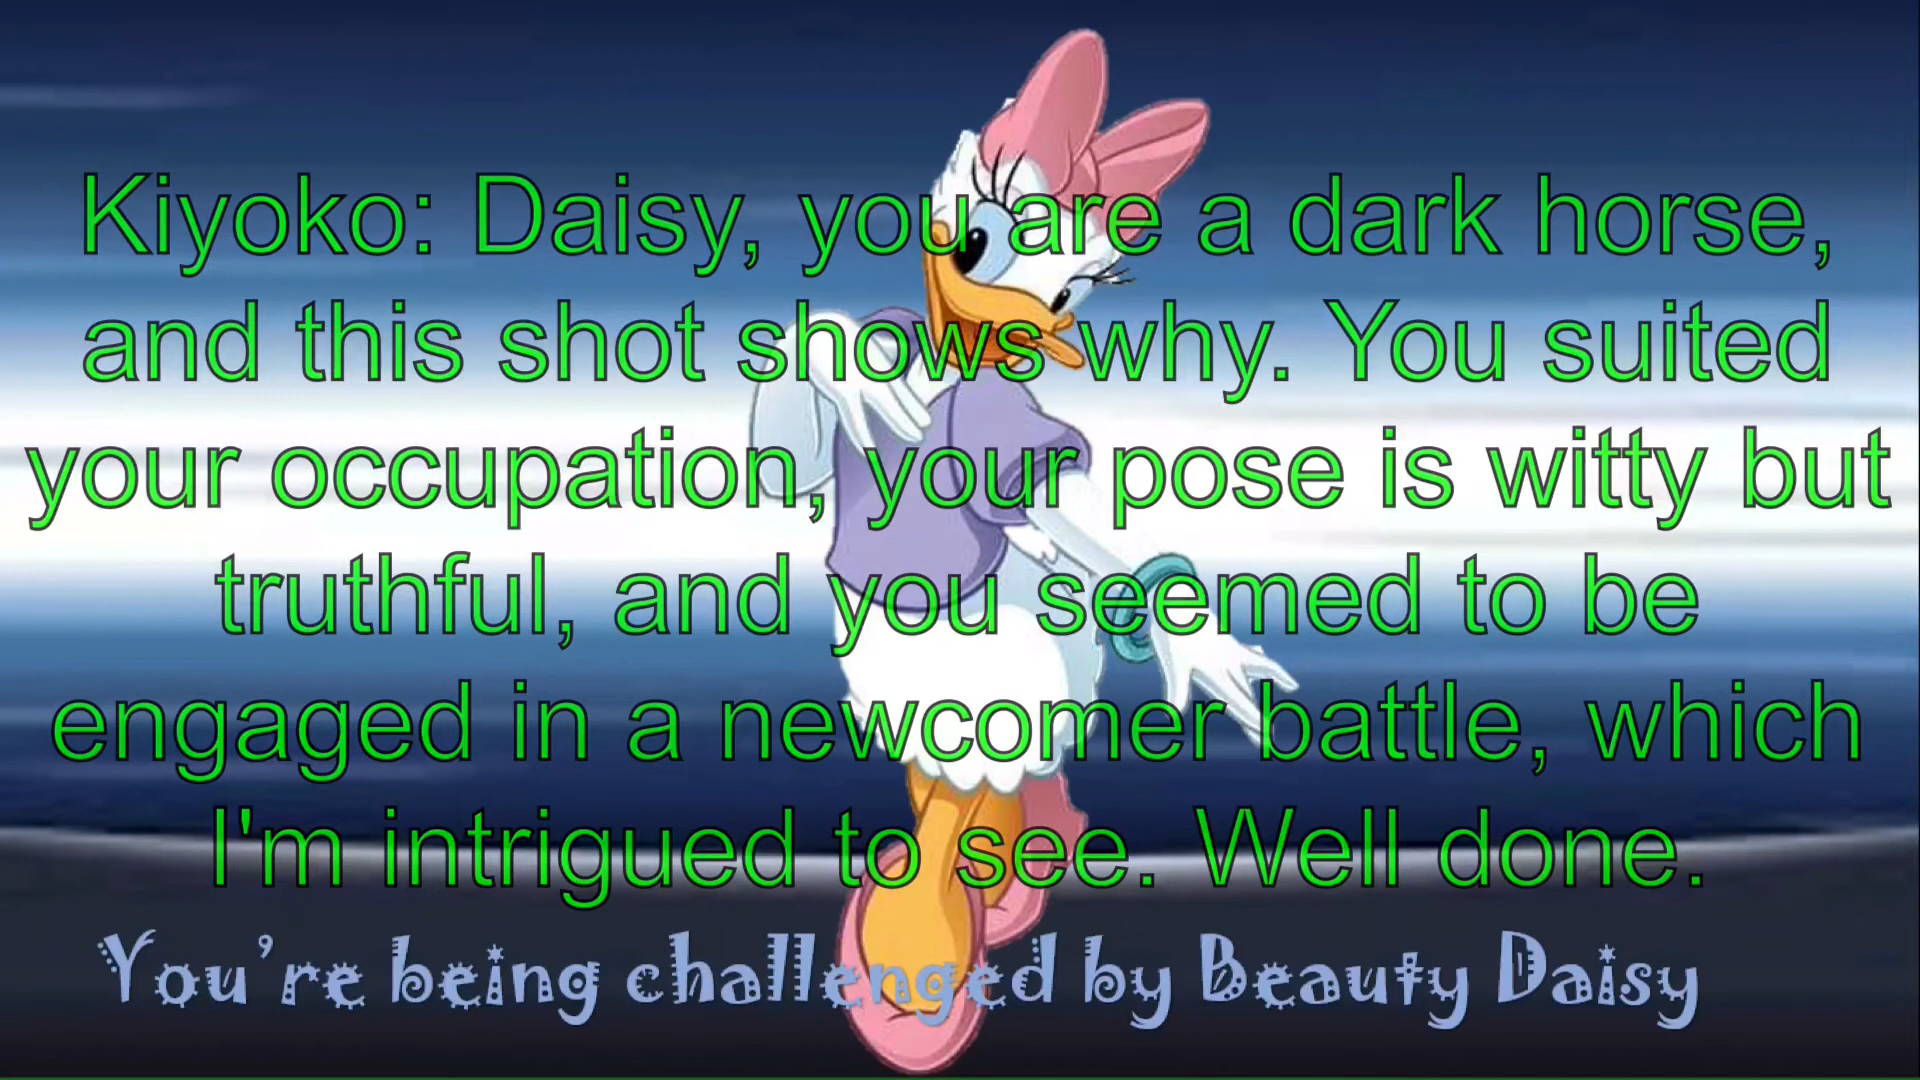 Kiyoko: Daisy, you are a dark horse,
and this shot shows why. You suited
your occupation, your pose is witty but
truthful, and you seemed to be
engaged in a newcomer battle, which
I'm intrigued to see. Well done.
You're being challenged by Beauty Daisy